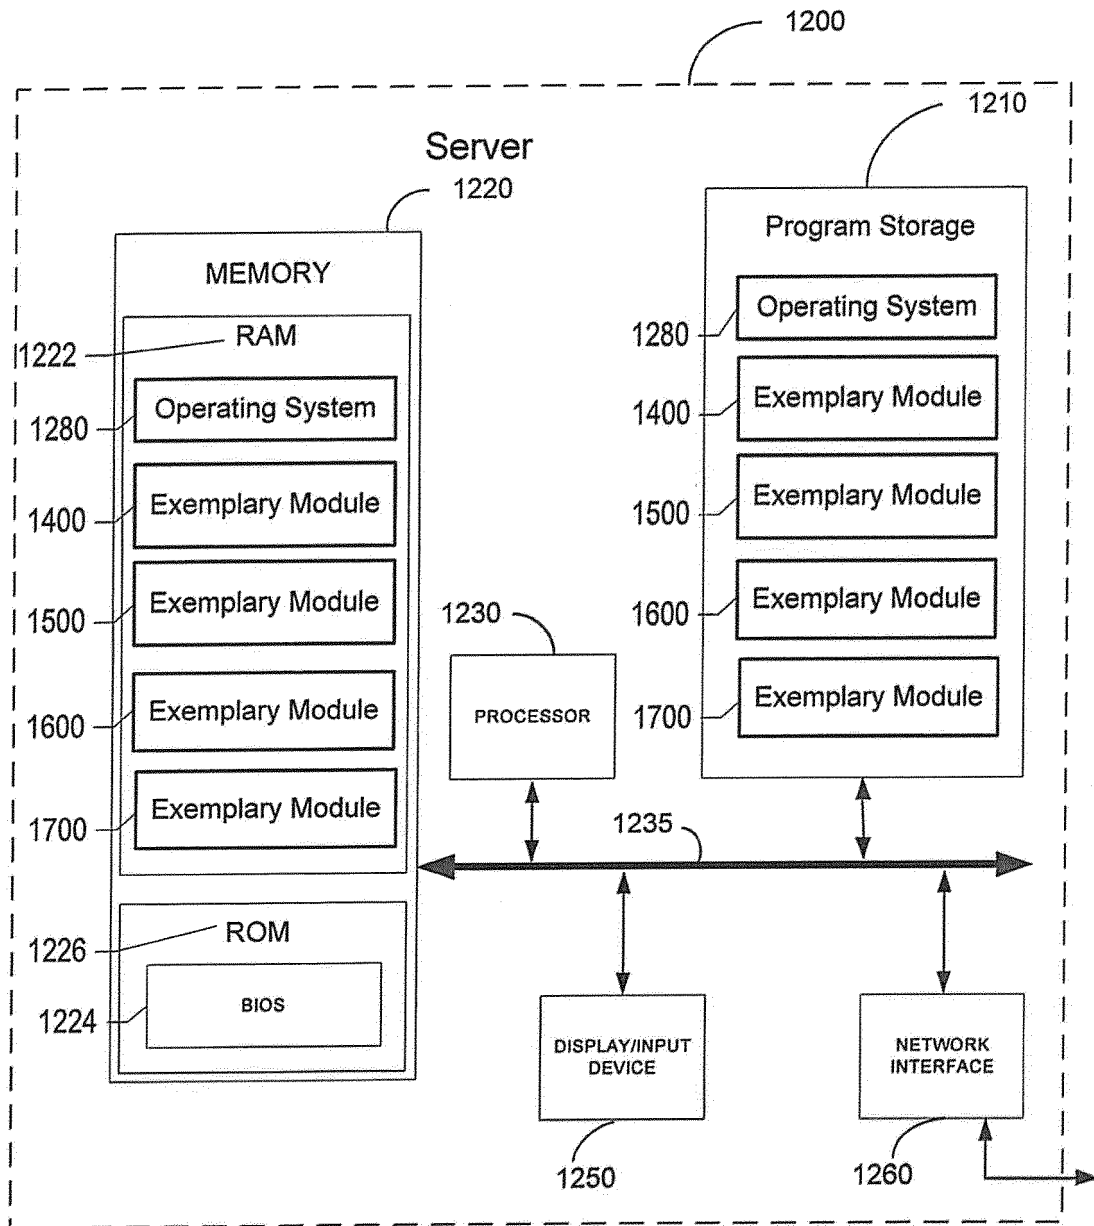 1200
1210
Server
1220
Program Storage
MEMORY
Operating System
1280
RAM
1222
Exemplary Module
1400
Operating System
1280
Exemplary Module
1500
Exemplary Module
1400
Exemplary Module
1600
Exemplary Module
1500
1230
Exemplary Module
1700
PROCESSOR
Exemplary Module
1600
Exemplary Module
1700
1235
ROM
1226
BIOS
1224
DISPLAY/INPUT
DEVICE
NETWORK
INTERFACE
1250
1260